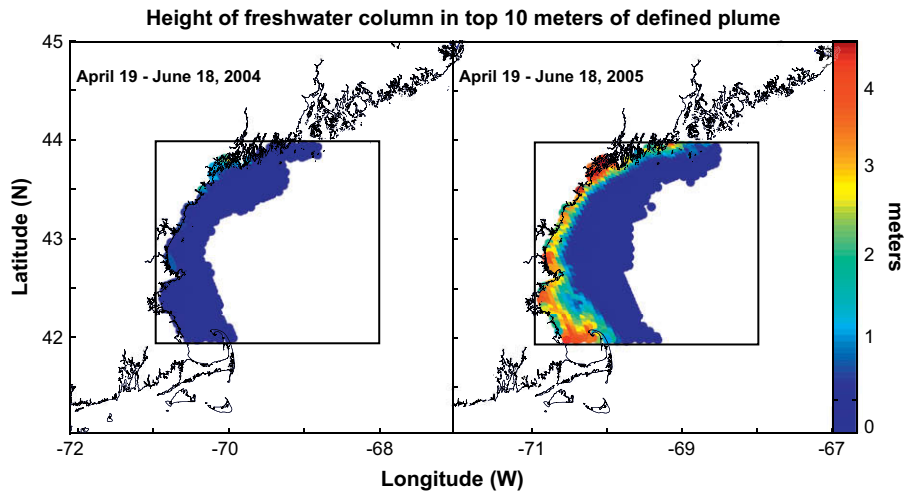 Height of freshwater column in top 10 meters of defined plume
April 19 - June 18, 2004
April 19 - June 18, 2005
45
44
43
42
Latitude (N)
-72
-70
-68
-71
-69
-67
Longitude (W)
4
3
2
1
0
meters